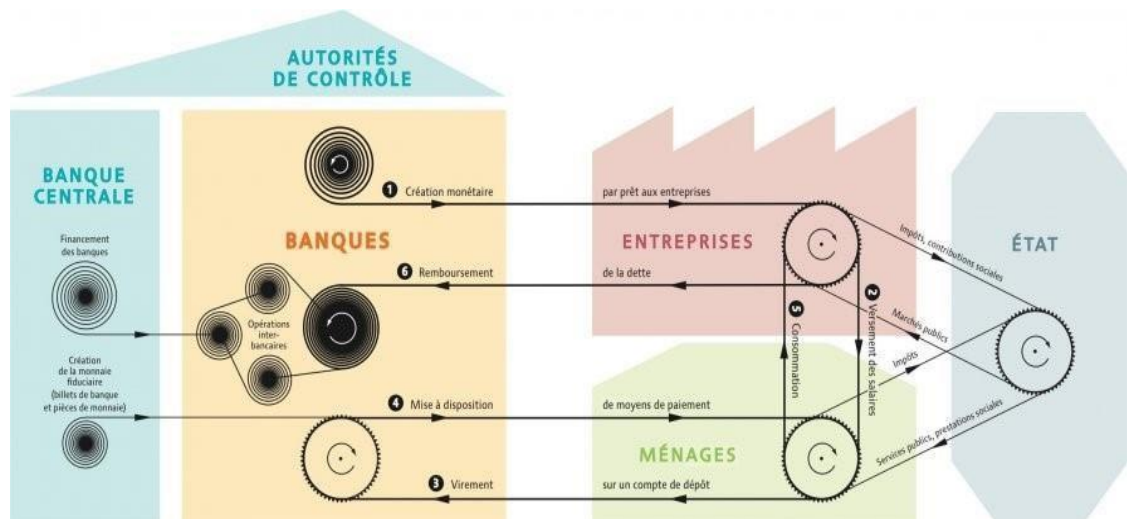 AUTORITÉS
DE CONTRÔLE
BANQUE
CENTRALE
Financement
des banques
Création
de la monnaie
fiduciaire
(billets de banque
et pièces de monnaie)
BANQUES
1 Création monétaire
par prêt aux entreprises
6 Remboursement
de la dette
Opérations
inter-
bancaires
4 Mise à disposition
de moyens de paiement
3 Virement
sur un compte de dépôt
ENTREPRISES
5 Consommation
2 Versement des salaires
MÉNAGES
Impôts, contributions sociales
Marchés publics
Impôts
Services publics, prestations sociales
ÉTAT